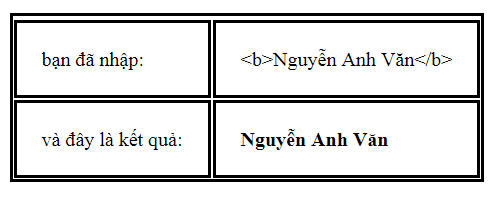 bạn đã nhập: <b>Nguyễn Anh Văn</b>
và đây là kết quả: Nguyễn Anh Văn